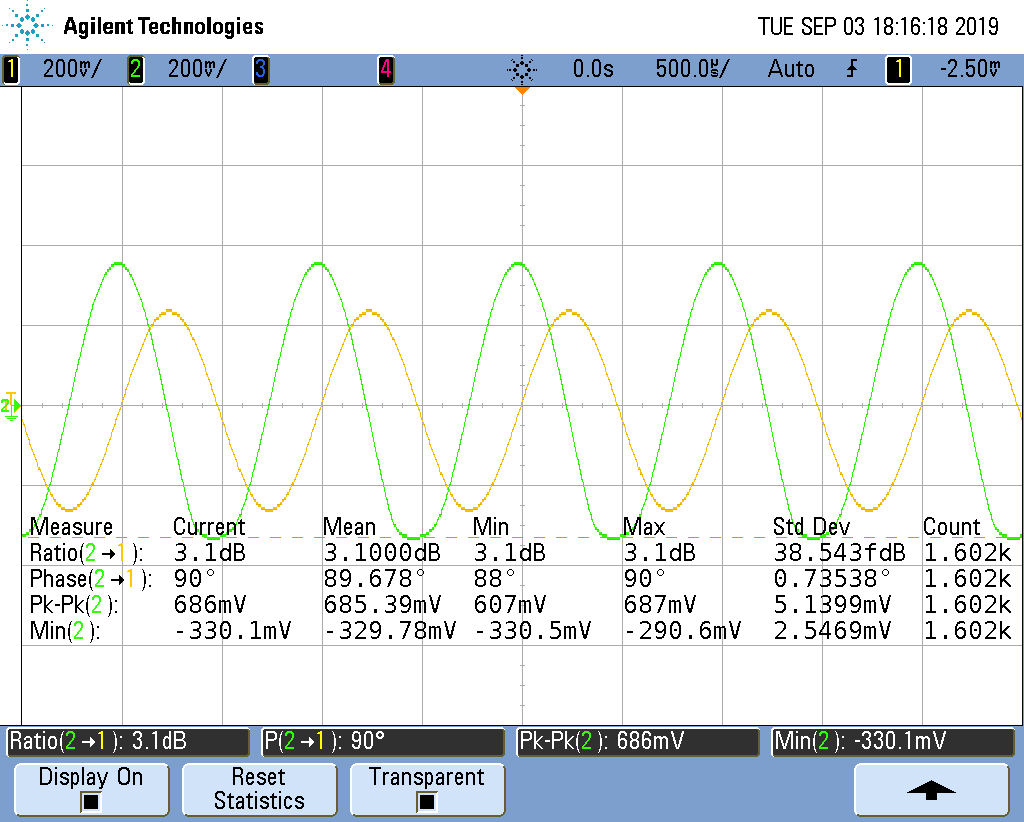 Agilent Technologies TUE SEP 03 18:16:18 2019
1 200mV/ 2 200mV/ 3 4 0.0s 500.0µs/ Auto 1 -2.50mV
2
Measure Current Mean Min Max Std Dev Count
Ratio(2→1): 3.1dB 3.1000dB 3.1dB 3.1dB 38.543fdB 1.602k
Phase(2→1): 90° 89.678° 88° 90° 0.73538° 1.602k
Pk-Pk(2): 686mV 685.39mV 607mV 687mV 5.1399mV 1.602k
Min(2): -330.1mV -329.78mV -330.5mV -290.6mV 2.5469mV 1.602k
Ratio(2→1): 3.1dB P(2→1): 90° Pk-Pk(2): 686mV Min(2): -330.1mV
Display On Reset Statistics Transparent